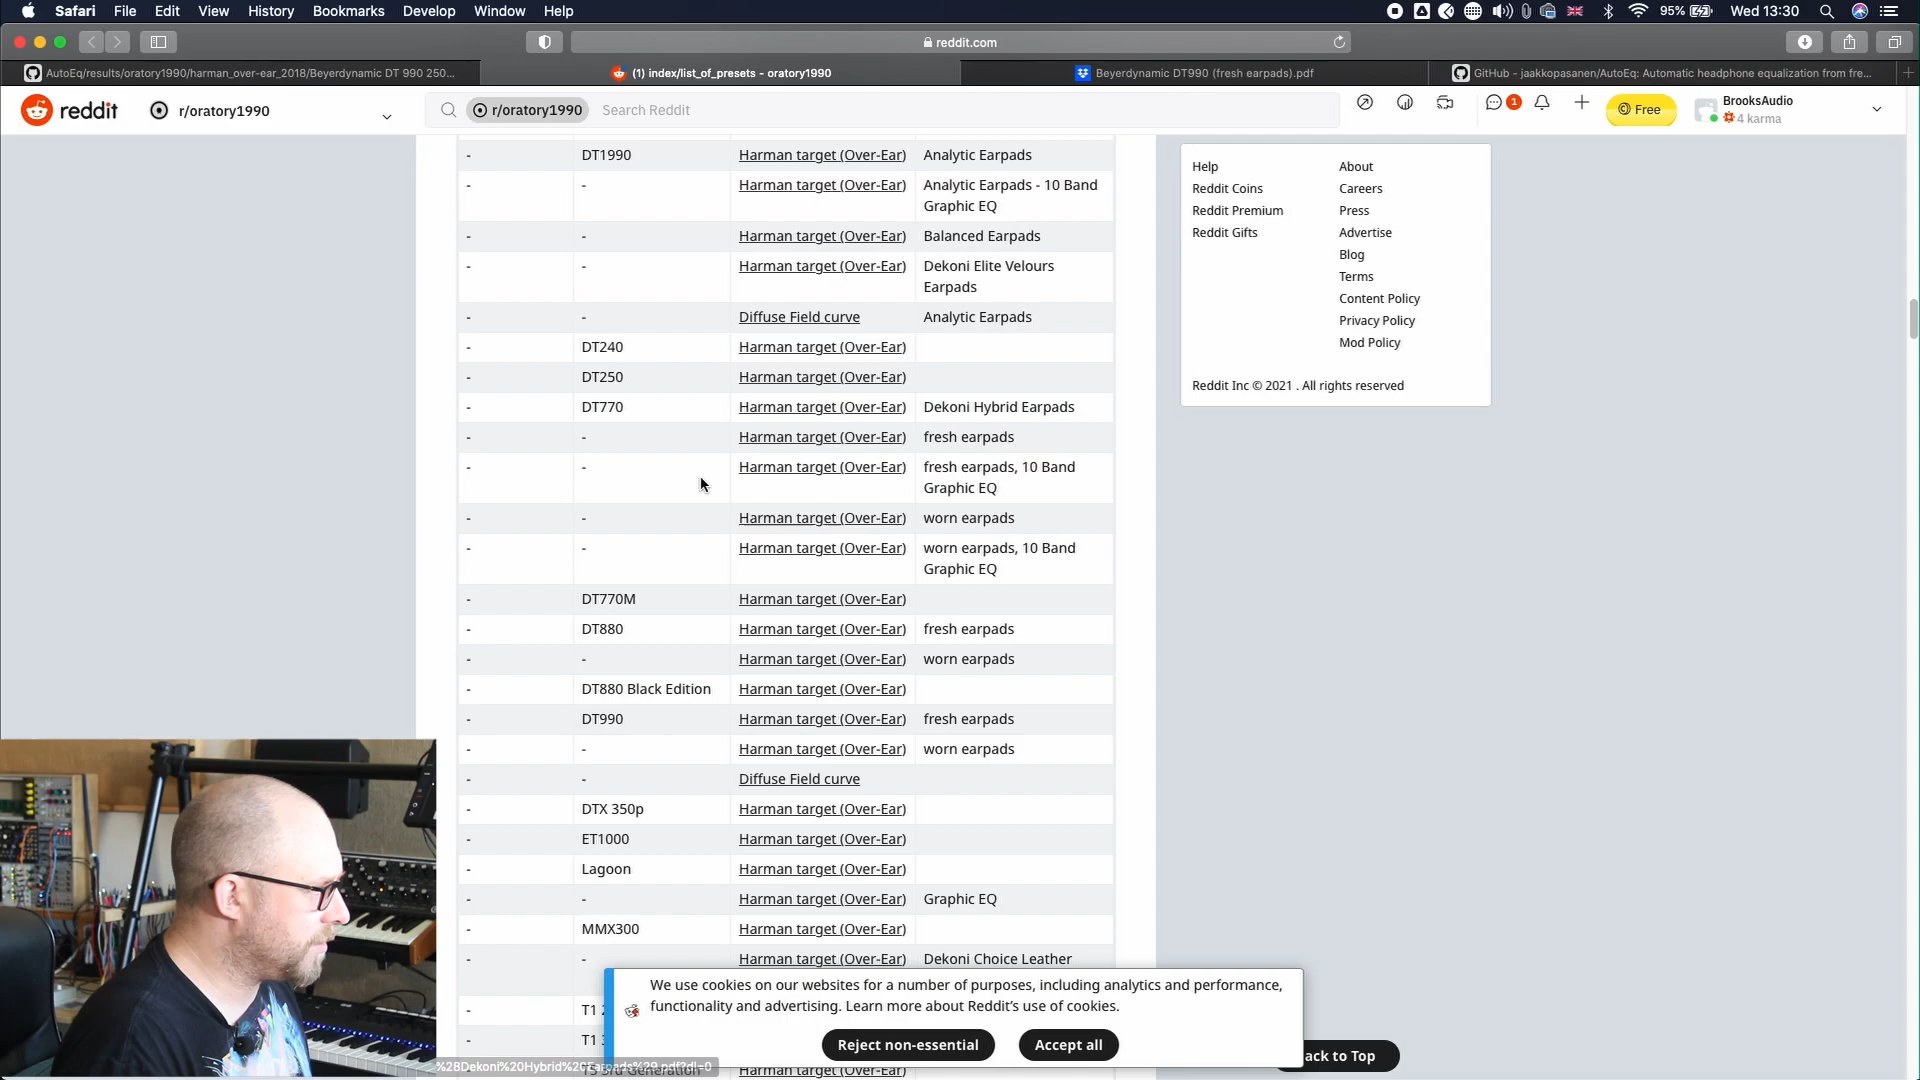 Safari File Edit View History Bookmarks Develop Window Help 95% Wed 13:30
reddit.com
AutoEq/results/oratory1990/harman_over-ear_2018/Beyerdynamic DT 990 250...
(1) index/list_of_presets - oratory1990
Beyerdynamic DT990 (fresh earpads).pdf
GitHub - jaakkopasanen/AutoEq: Automatic headphone equalization from fre...
reddit r/oratory1990 r/oratory1990 Search Reddit 1 Free BrooksAudio
4 karma
- DT1990 Harman target (Over-Ear) Analytic Earpads
- - Harman target (Over-Ear) Analytic Earpads - 10 Band
Graphic EQ
- - Harman target (Over-Ear) Balanced Earpads
- - Harman target (Over-Ear) Dekoni Elite Velours
Earpads
- - Diffuse Field curve Analytic Earpads
- DT240 Harman target (Over-Ear)
- DT250 Harman target (Over-Ear)
- DT770 Harman target (Over-Ear) Dekoni Hybrid Earpads
- - Harman target (Over-Ear) fresh earpads
- - Harman target (Over-Ear) fresh earpads, 10 Band
Graphic EQ
- - Harman target (Over-Ear) worn earpads
- - Harman target (Over-Ear) worn earpads, 10 Band
Graphic EQ
- DT770M Harman target (Over-Ear)
- DT880 Harman target (Over-Ear) fresh earpads
- - Harman target (Over-Ear) worn earpads
- DT880 Black Edition Harman target (Over-Ear)
- DT990 Harman target (Over-Ear) fresh earpads
- - Harman target (Over-Ear) worn earpads
- - Diffuse Field curve
- DTX 350p Harman target (Over-Ear)
- ET1000 Harman target (Over-Ear)
- Lagoon Harman target (Over-Ear)
- - Harman target (Over-Ear) Graphic EQ
- MMX300 Harman target (Over-Ear)
- - Harman target (Over-Ear) Dekoni Choice Leather
- T1
- T1
Harman target (Over-Ear)
Help About
Reddit Coins Careers
Reddit Premium Press
Reddit Gifts Advertise
Blog
Terms
Content Policy
Privacy Policy
Mod Policy
Reddit Inc © 2021 . All rights reserved
We use cookies on our websites for a number of purposes, including analytics and performance,
functionality and advertising. Learn more about Reddit's use of cookies.
Reject non-essential Accept all
ack to Top
%28Dekoni%20Hybrid%20Earpads%29.pdf?dl=0